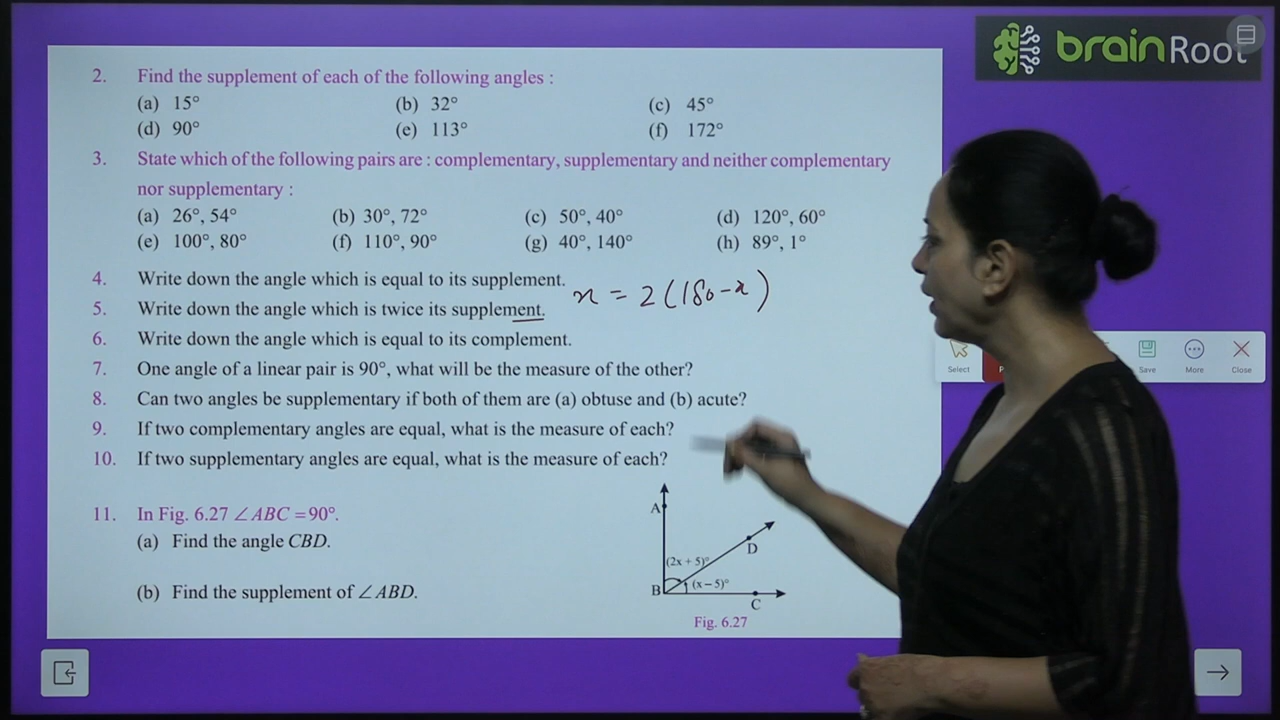 brainRoot
2. Find the supplement of each of the following angles :
(a) 15° (b) 32° (c) 45°
(d) 90° (e) 113° (f) 172°
3. State which of the following pairs are : complementary, supplementary and neither complementary
nor supplementary :
(a) 26°, 54° (b) 30°, 72° (c) 50°, 40° (d) 120°, 60°
(e) 100°, 80° (f) 110°, 90° (g) 40°, 140° (h) 89°, 1°
4. Write down the angle which is equal to its supplement.
x = 2(180-x)
5. Write down the angle which is twice its supplement.
6. Write down the angle which is equal to its complement.
Select Save More Close
7. One angle of a linear pair is 90°, what will be the measure of the other?
8. Can two angles be supplementary if both of them are (a) obtuse and (b) acute?
9. If two complementary angles are equal, what is the measure of each?
10. If two supplementary angles are equal, what is the measure of each?
11. In Fig. 6.27 ∠ABC = 90°.
(a) Find the angle CBD.
(b) Find the supplement of ∠ABD.
A
D
(2x + 5)°
B (x – 5)°
C
Fig. 6.27